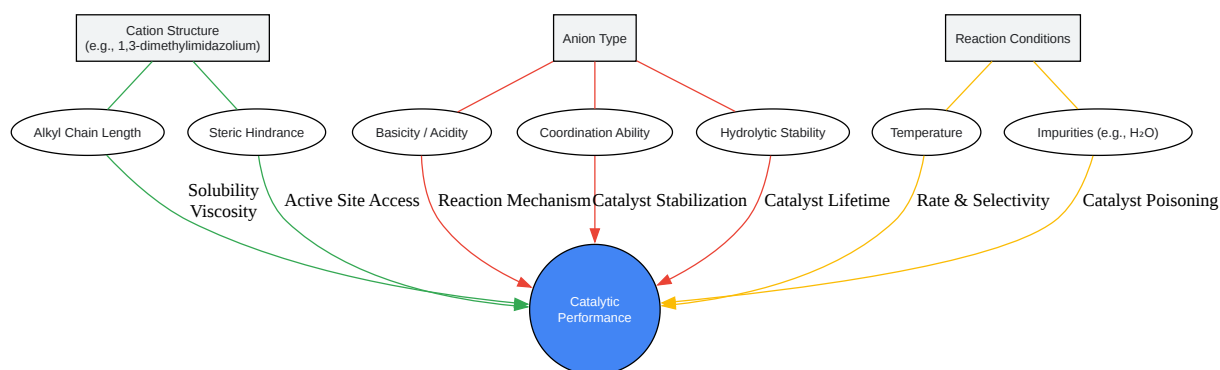 Cation Structure
(e.g., 1,3-dimethylimidazolium)
Anion Type
Reaction Conditions
Alkyl Chain Length
Steric Hindrance
Basicity / Acidity
Coordination Ability
Hydrolytic Stability
Temperature
Impurities (e.g., H₂O)
Solubility
Viscosity
Active Site Access
Reaction Mechanism
Catalyst Stabilization
Catalyst Lifetime
Rate & Selectivity
Catalyst Poisoning
Catalytic
Performance